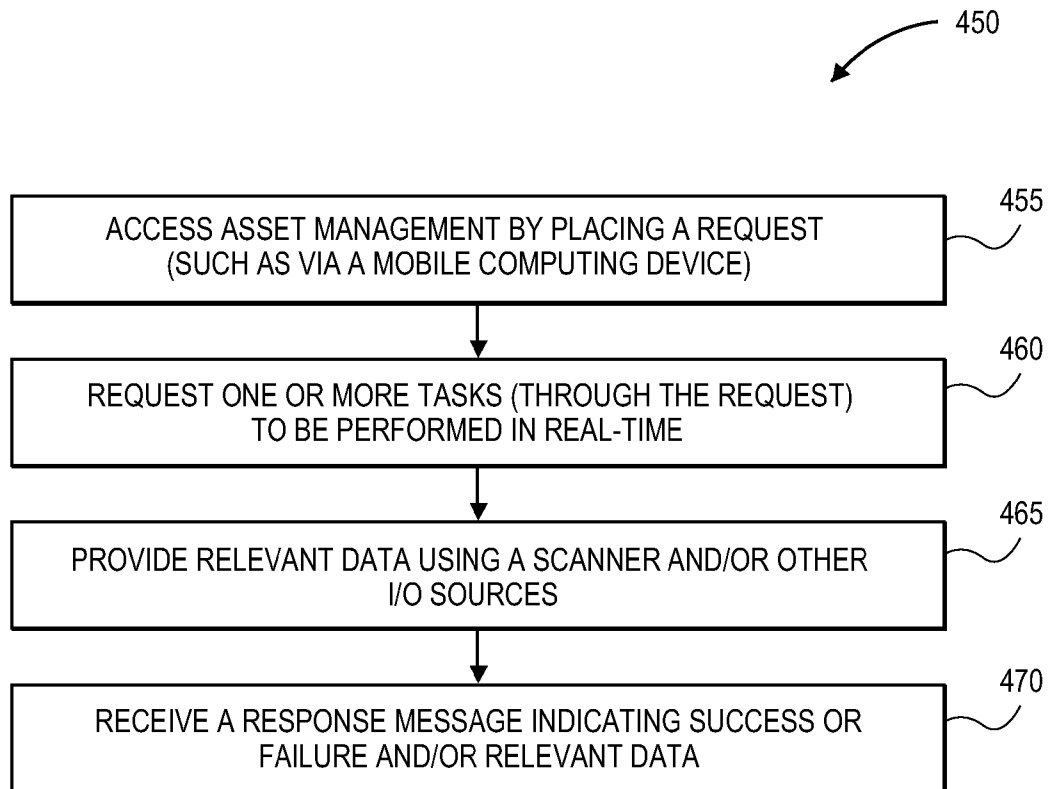 450
455
ACCESS ASSET MANAGEMENT BY PLACING A REQUEST
(SUCH AS VIA A MOBILE COMPUTING DEVICE)
460
REQUEST ONE OR MORE TASKS (THROUGH THE REQUEST)
TO BE PERFORMED IN REAL-TIME
465
PROVIDE RELEVANT DATA USING A SCANNER AND/OR OTHER
I/O SOURCES
470
RECEIVE A RESPONSE MESSAGE INDICATING SUCCESS OR
FAILURE AND/OR RELEVANT DATA